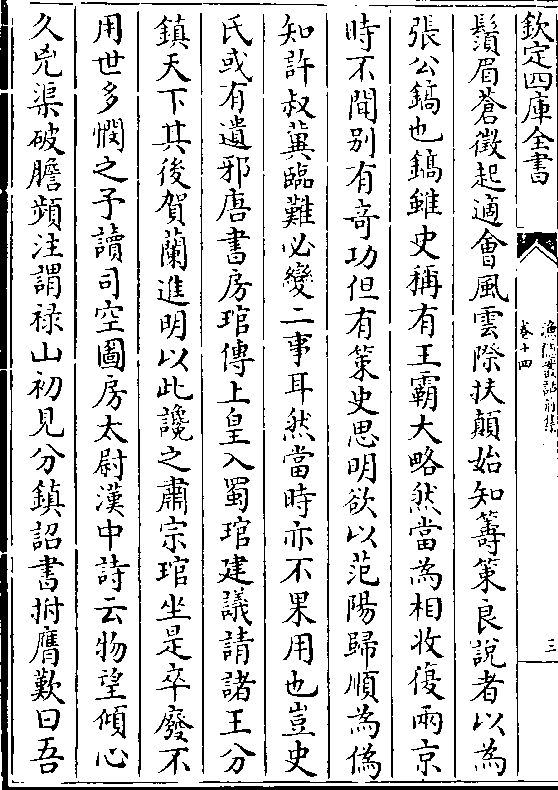 欽定四庫全書
漁隱叢話前集
卷十四
三
鬚眉蒼徵起適會風雲際扶顛始知籌策良說者以為
張公鎬也鎬雖史稱有王霸大略然當為相收復兩京
時不聞别有竒功但有策史思明欲以范陽歸順為偽
知許叔冀臨難必變二事耳然當時亦不果用也豈史
氏或有遺邪唐書房琯傳上皇入蜀琯建議請諸王分
鎮天下其後賀蘭進明以此讒之肅宗琯坐是卒廢不
用世多憫之予讀司空圖房太尉漢中詩云物望傾心
久兇渠破膽頻注謂禄山初見分鎮詔書拊膺歎曰吾